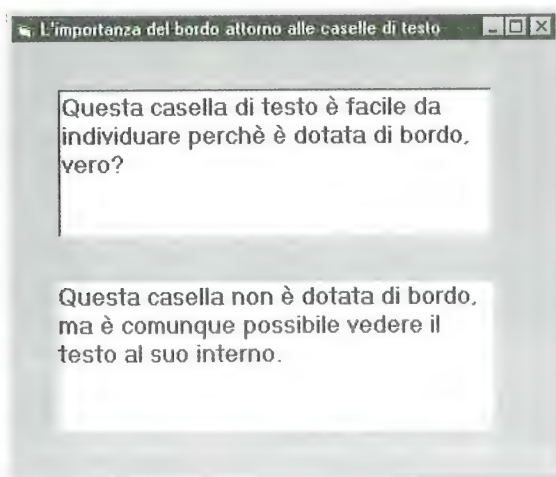 L'importanza del bordo attorno alle caselle di testo
Questa casella di testo è facile da
individuare perchè è dotata di bordo,
vero?
Questa casella non è dotata di bordo,
ma è comunque possibile vedere il
testo al suo interno.